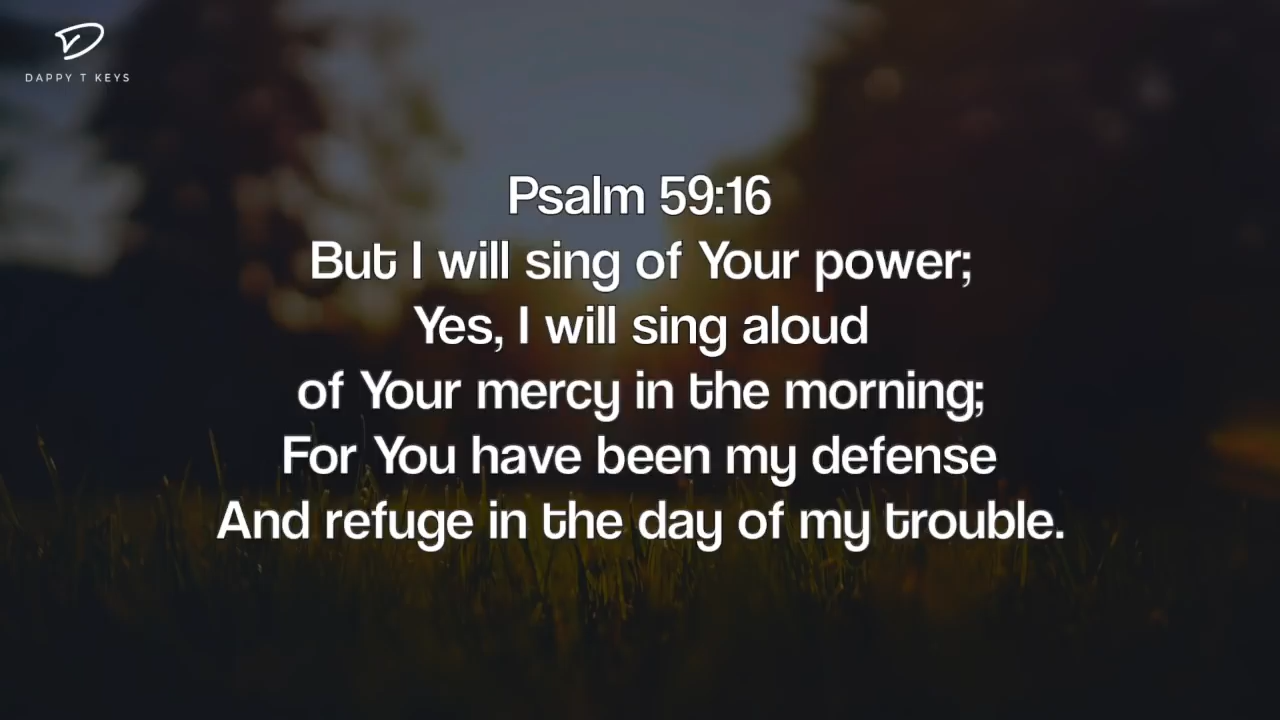 DAPPY T KEYS
Psalm 59:16
But I will sing of Your power;
Yes, I will sing aloud
of Your mercy in the morning;
For You have been my defense
And refuge in the day of my trouble.